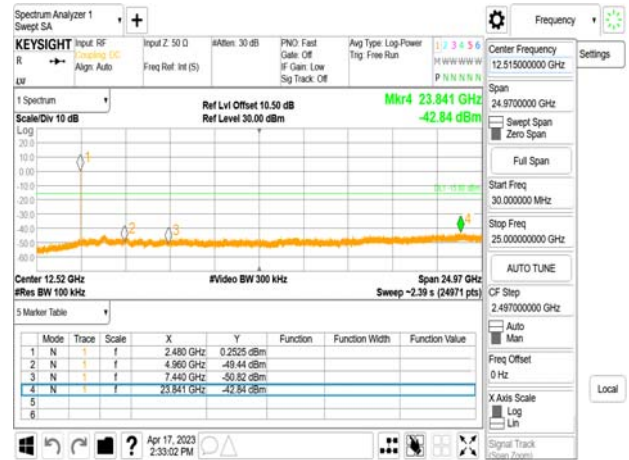 Spectrum Analyzer 1
Swept SA
Frequency
KEYSIGHT
R
Input: RF
Coupling: DC
Align: Auto
Input Z: 50 Ω
Freq Ref: Int (S)
#Atten: 30 dB
PNO: Fast
Gate: Off
IF Gain: Low
Sig Track: Off
Avg Type: Log-Power
Trig: Free Run
1 2 3 4 5 6
M W W W W W
P N N N N N
1 Spectrum
Scale/Div 10 dB
Ref Lvl Offset 10.50 dB
Ref Level 30.00 dBm
Mkr4 23.841 GHz
-42.84 dBm
Log
20.0
10.0
0.00
-10.0
-20.0
-30.0
-40.0
-50.0
-60.0
1
2
3
4
Center 12.52 GHz
#Res BW 100 kHz
#Video BW 300 kHz
Span 24.97 GHz
Sweep ~2.39 s (24971 pts)
5 Marker Table
Mode Trace Scale X Y Function Function Width Function Value
1 N 1 f 2.480 GHz 0.2525 dBm
2 N 1 f 4.960 GHz -49.44 dBm
3 N 1 f 7.440 GHz -50.82 dBm
4 N 1 f 23.841 GHz -42.84 dBm
5
6
Apr 17, 2023
2:33:02 PM
Center Frequency
12.515000000 GHz
Settings
Span
24.9700000 GHz
Swept Span
Zero Span
Full Span
Start Freq
30.000000 MHz
Stop Freq
25.000000000 GHz
AUTO TUNE
CF Step
2.497000000 GHz
Auto
Man
Freq Offset
0 Hz
X Axis Scale
Log
Lin
Local
Signal Track
(Span Zoom)